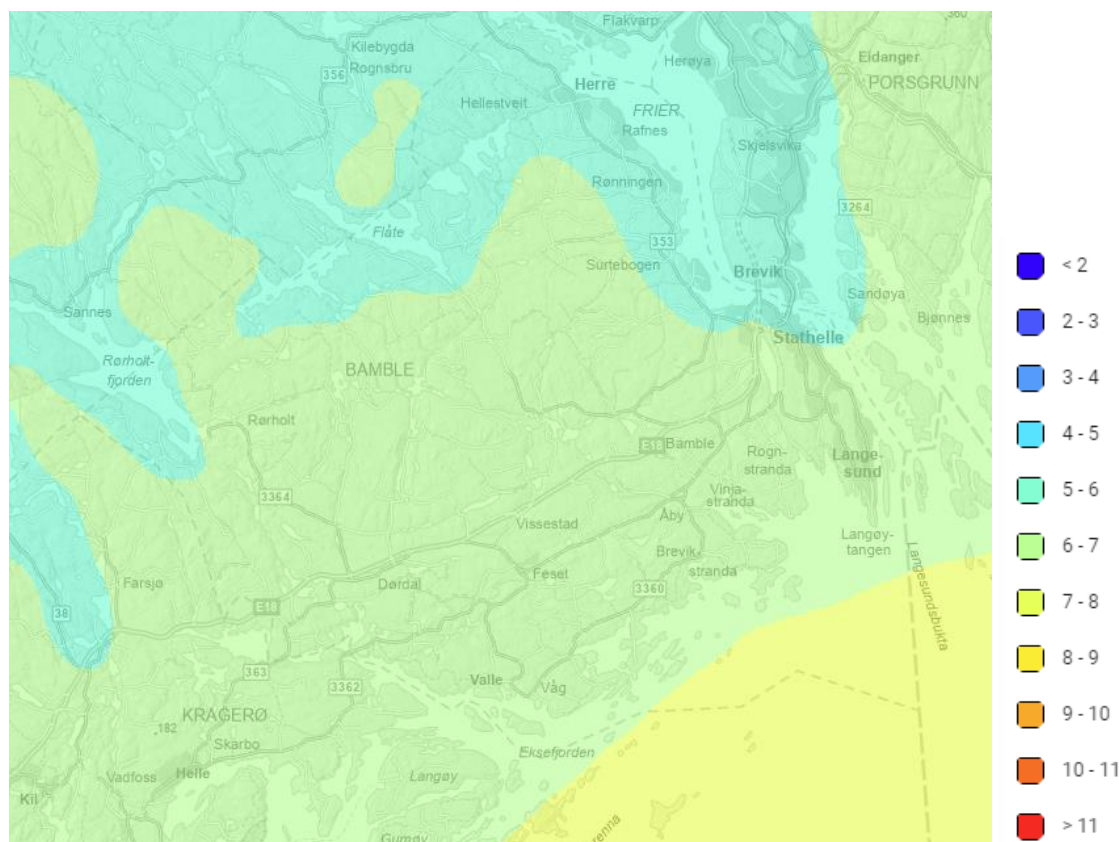 360
Flakvarp
Kilebygda
Rognsbru
356
Herøya
Eidanger
PORSGRUNN
Herre
Hellestveit
FRIER
Rafnes
Skjelsvika
Rønningen
3264
Flåte
353
Surtebogen
Brevik
Sannes
Sandøya
Bjønnes
Stathelle
Rørholt-
fjorden
BAMBLE
Rørholt
E18
Bamble
Rogn-
stranda
Lange-
sund
3364
Vinja-
stranda
Vissestad
Åby
Langøy-
tangen
Brevik
stranda
Langesundsbukta
Farsjø
Dørdal
Feset
3360
38
E18
363
3362
Valle
Våg
KRAGERØ
182
Skarbo
Eksefjorden
Vadfoss
Helle
Langøy
Kil
Gumøy
renna
< 2
2 - 3
3 - 4
4 - 5
5 - 6
6 - 7
7 - 8
8 - 9
9 - 10
10 - 11
> 11